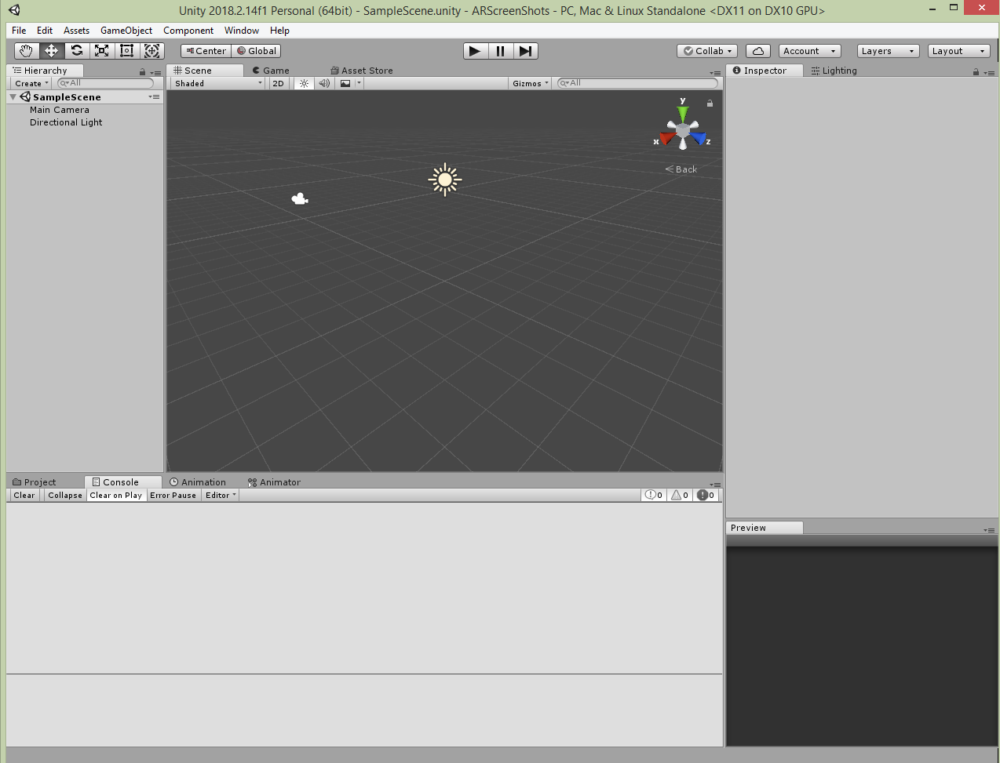 Unity 2018.2.14f1 Personal (64bit) - SampleScene.unity - ARScreenShots - PC, Mac & Linux Standalone <DX11 on DX10 GPU>
File Edit Assets GameObject Component Window Help
Center Global Collab Account Layers Layout
Hierarchy Scene Game Asset Store Inspector Lighting
Create All Shaded 2D Gizmos All
SampleScene
Main Camera
Directional Light
y
x z
Back
Project Console Animation Animator
Clear Collapse Clear on Play Error Pause Editor 0 0 0
Preview